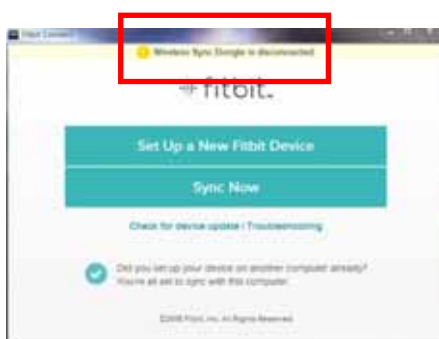 Fitbit Connect
Wireless Sync Dongle is disconnected
fitbit.
Set Up a New Fitbit Device
Sync Now
Check for device update | Troubleshooting
Did you set up your device on another computer already?
You're all set to sync with this computer.
Fitbit, Inc. All Rights Reserved.